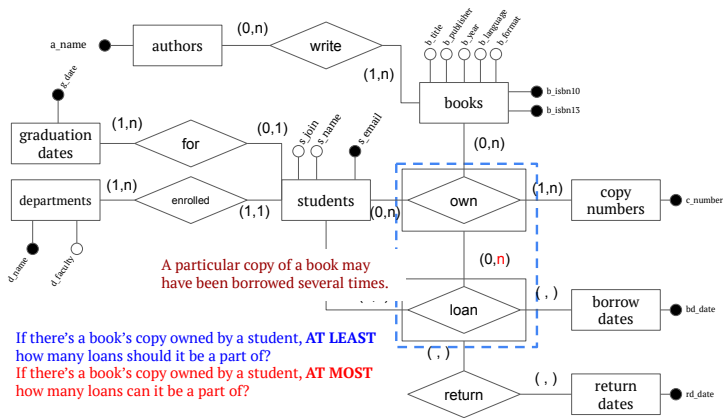 a_name
authors
(0,n)
write
(1,n)
b_title
b_publisher
b_year
b_language
b_format
books
b_isbn10
b_isbn13
(0,n)
g_date
graduation
dates
(1,n)
for
(0,1)
s_join
s_name
s_email
departments
(1,n)
enrolled
(1,1)
students
(0,n)
own
(1,n)
copy
numbers
c_number
d_name
d_faculty
A particular copy of a book may
have been borrowed several times.
(0,n)
loan
( , )
borrow
dates
bd_date
If there's a book's copy owned by a student, AT LEAST
how many loans should it be a part of?
If there's a book's copy owned by a student, AT MOST
how many loans can it be a part of?
( , )
return
( , )
return
dates
rd_date